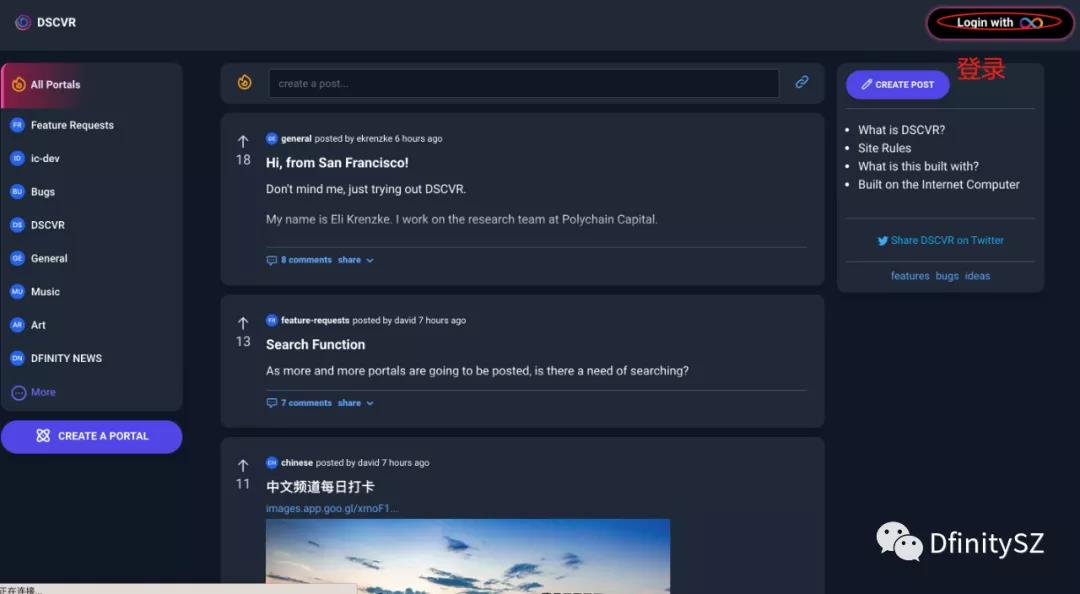 DSCVR
Login with
登录
All Portals
FR Feature Requests
ID ic-dev
BU Bugs
DS DSCVR
GE General
MU Music
AR Art
DN DFINITY NEWS
More
CREATE A PORTAL
create a post...
18
GE general posted by ekrenzke 6 hours ago
Hi, from San Francisco!
Don't mind me, just trying out DSCVR.
My name is Eli Krenzke. I work on the research team at Polychain Capital.
8 comments share
13
FR feature-requests posted by david 7 hours ago
Search Function
As more and more portals are going to be posted, is there a need of searching?
7 comments share
11
CH chinese posted by david 7 hours ago
中文频道每日打卡
images.app.goo.gl/xmoF1...
CREATE POST
What is DSCVR?
Site Rules
What is this built with?
Built on the Internet Computer
Share DSCVR on Twitter
features bugs ideas
DfinitySZ
正在连接...